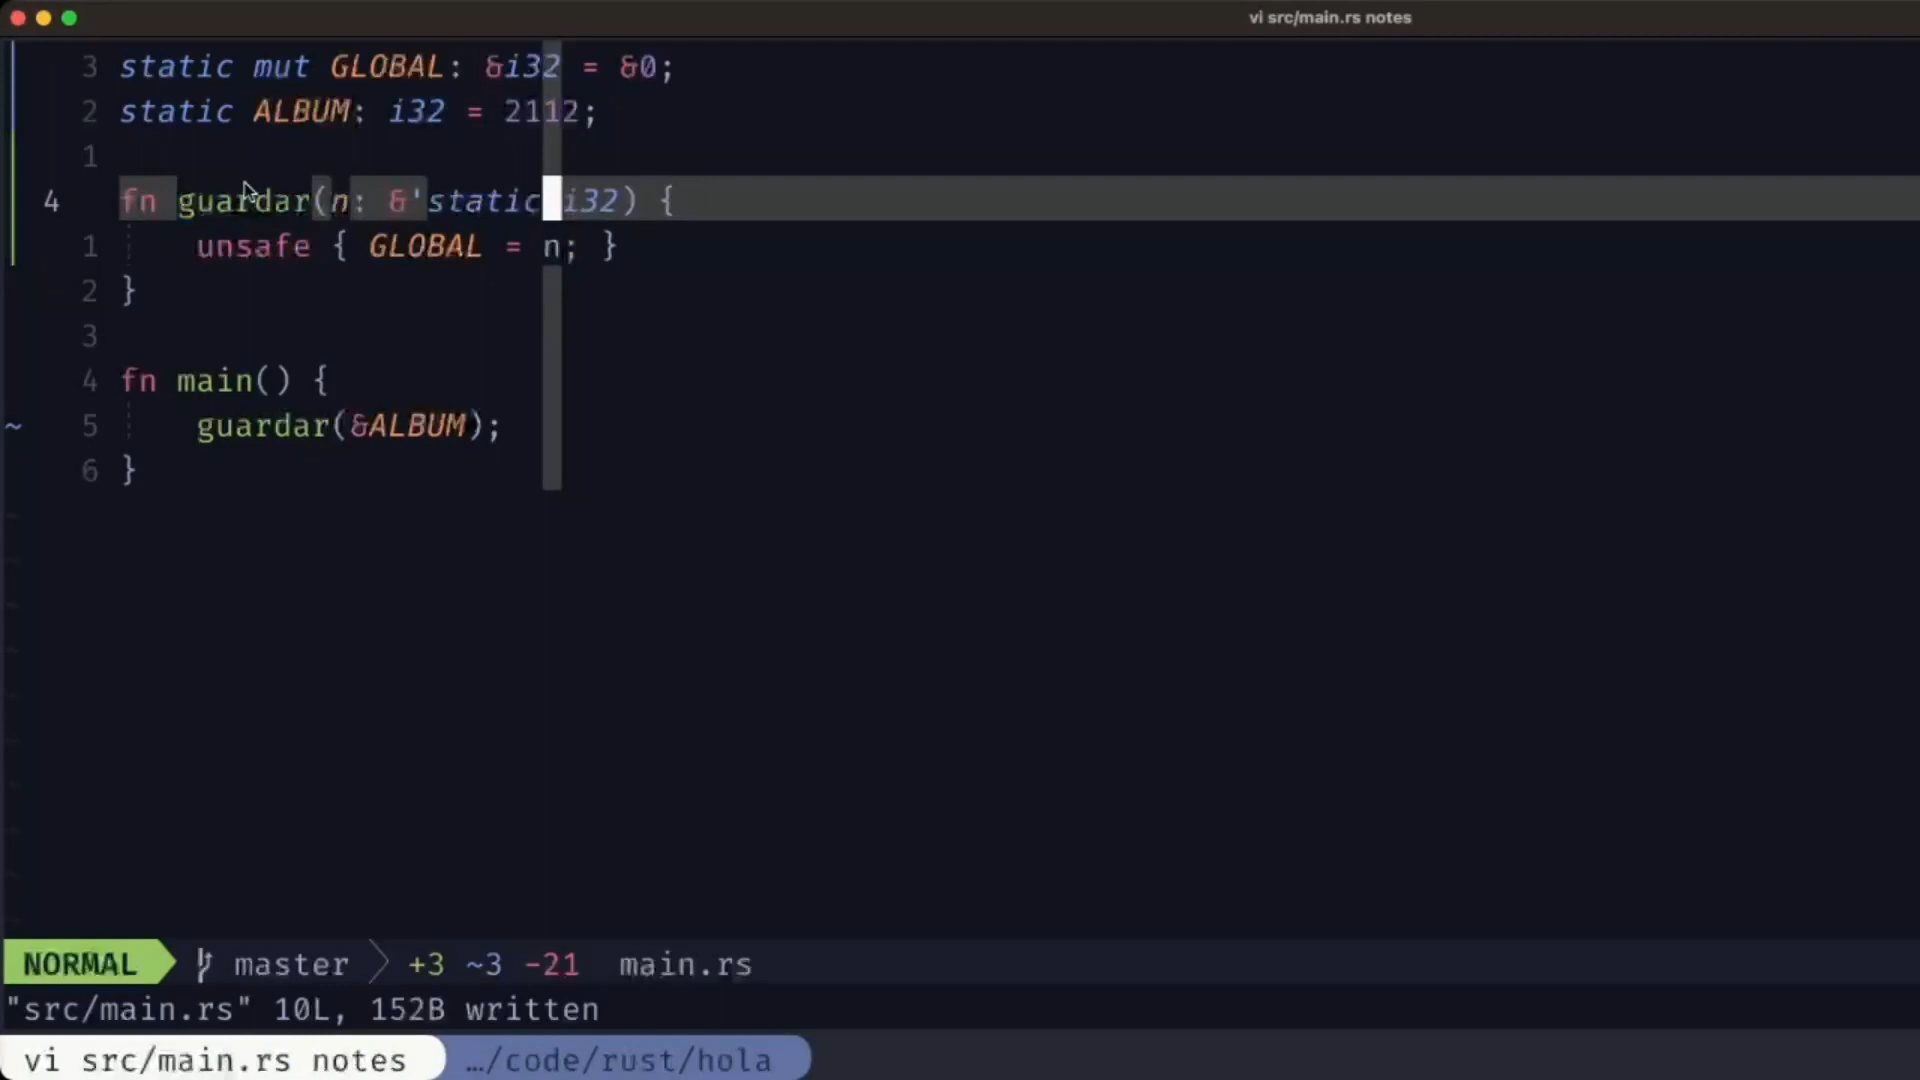 vi src/main.rs notes
3 static mut GLOBAL: &i32 = &0;
2 static ALBUM: i32 = 2112;
1
4 fn guardar(n: &'static i32) {
1 unsafe { GLOBAL = n; }
2 }
3
4 fn main() {
~ 5 guardar(&ALBUM);
6 }
NORMAL master +3 ~3 -21 main.rs
"src/main.rs" 10L, 152B written
vi src/main.rs notes …/code/rust/hola